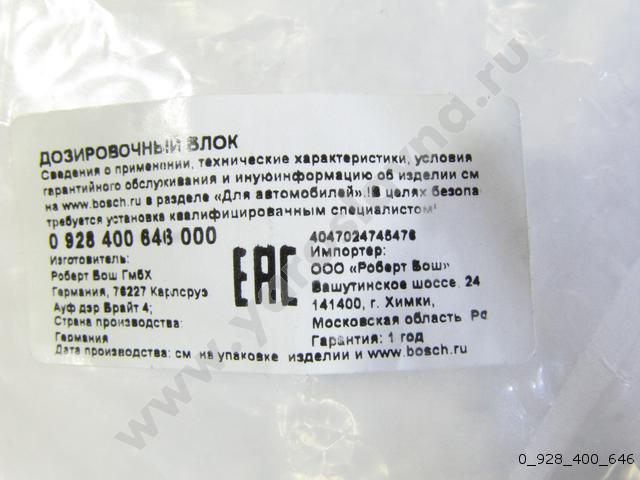 ДОЗИРОВОЧНЫЙ БЛОК
Сведения о применении, технические характеристики, условия
гарантийного обслуживания и инуюинформацию об изделии см
на www.bosch.ru в разделе «Для автомобилей».!В целях безопа
требуется установка квалифицированным специалистом!
0 928 400 646 000
4047024745476
Изготовитель:
Роберт Бош ГмбХ
Германия, 76227 Карлсруэ
Ауф дэр Брайт 4;
Страна производства:
Германия
EAC
Импортер:
ООО «Роберт Бош»
Вашутинское шоссе, 24
141400, г. Химки,
Московская область, Рс
Гарантия: 1 год
Дата производства: см. на упаковке изделии и www.bosch.ru
0_928_400_646